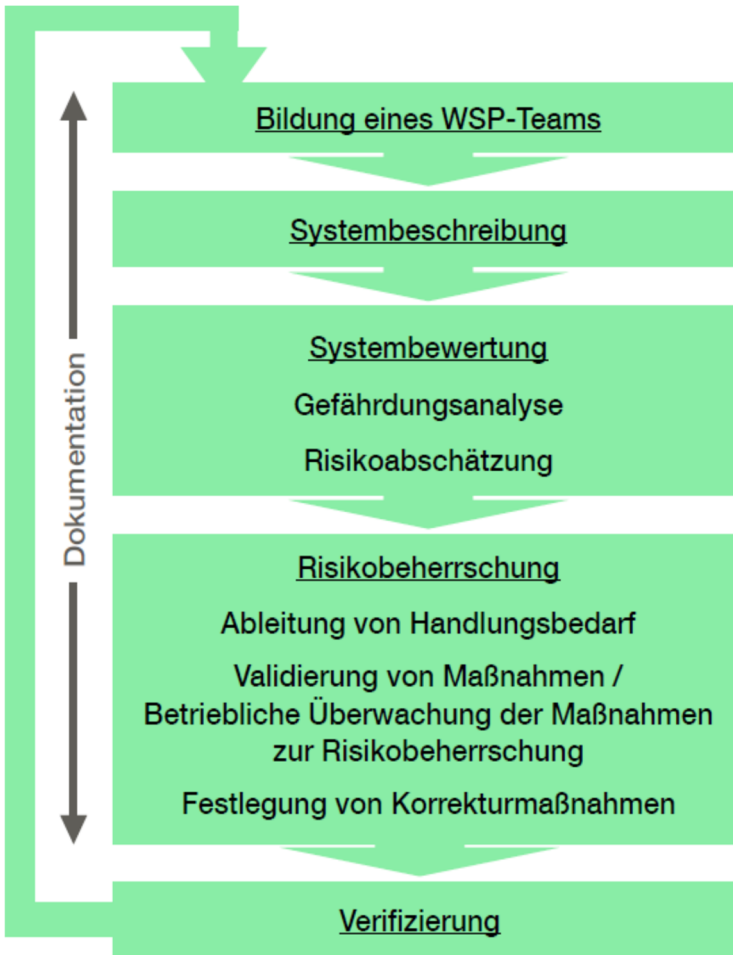 Bildung eines WSP-Teams
Systembeschreibung
Systembewertung
Gefährdungsanalyse
Risikoabschätzung
Dokumentation
Risikobeherrschung
Ableitung von Handlungsbedarf
Validierung von Maßnahmen /
Betriebliche Überwachung der Maßnahmen
zur Risikobeherrschung
Festlegung von Korrekturmaßnahmen
Verifizierung